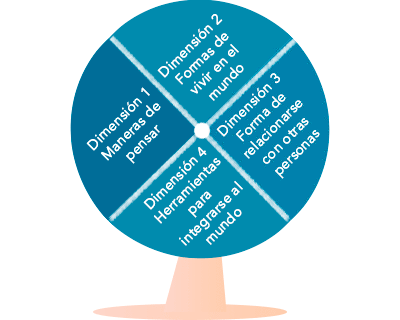 Dimensión 1
Maneras de
pensar
Dimensión 2
Formas de
vivir en el
mundo
Dimensión 3
Forma de
relacionarse
con otras
personas
Dimensión 4
Herramientas
para
integrarse al
mundo